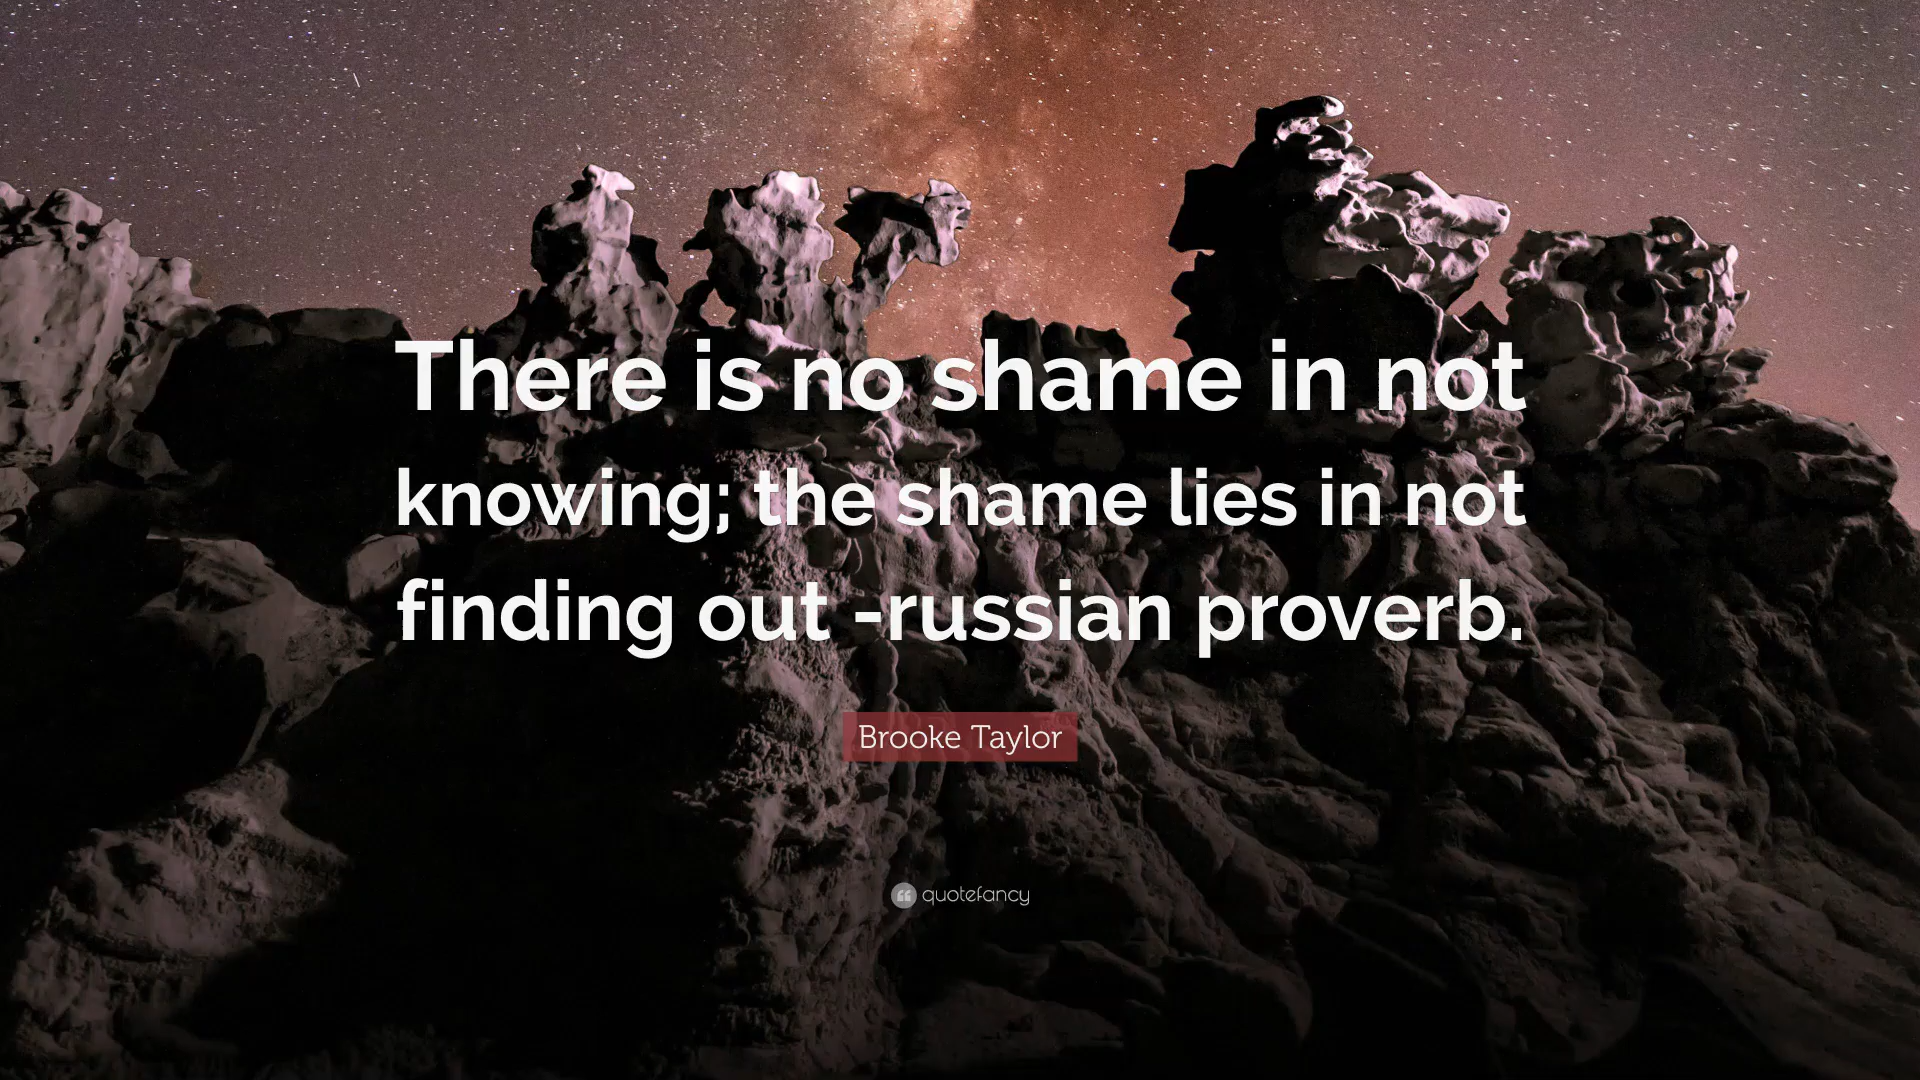 There is no shame in not
knowing; the shame lies in not
finding out -russian proverb.
Brooke Taylor
quotefancy